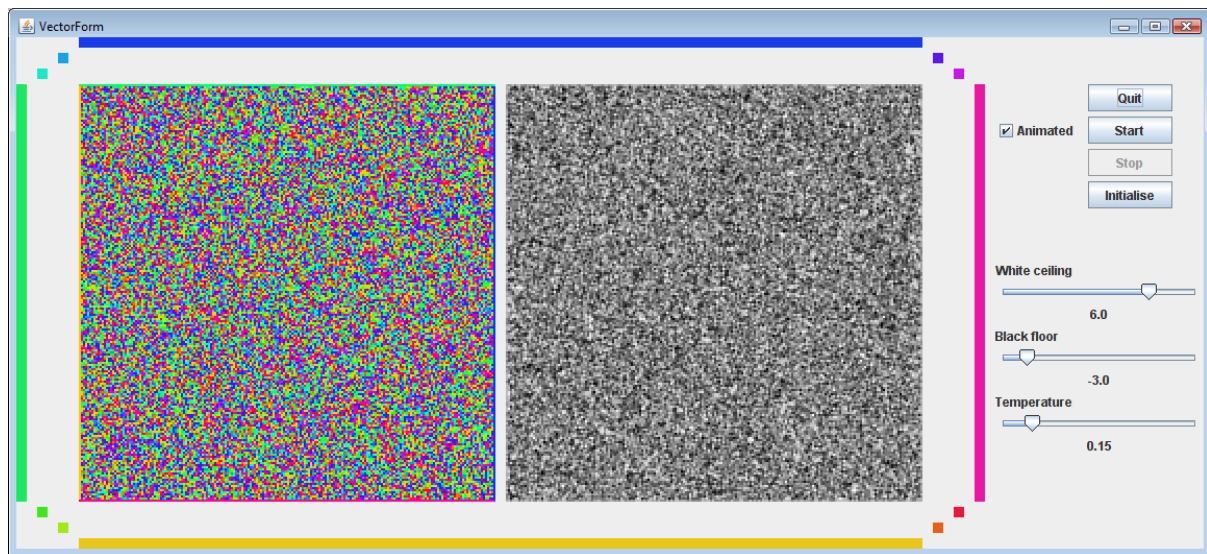 VectorForm
Quit
Animated
Start
Stop
Initialise
White ceiling
6.0
Black floor
-3.0
Temperature
0.15